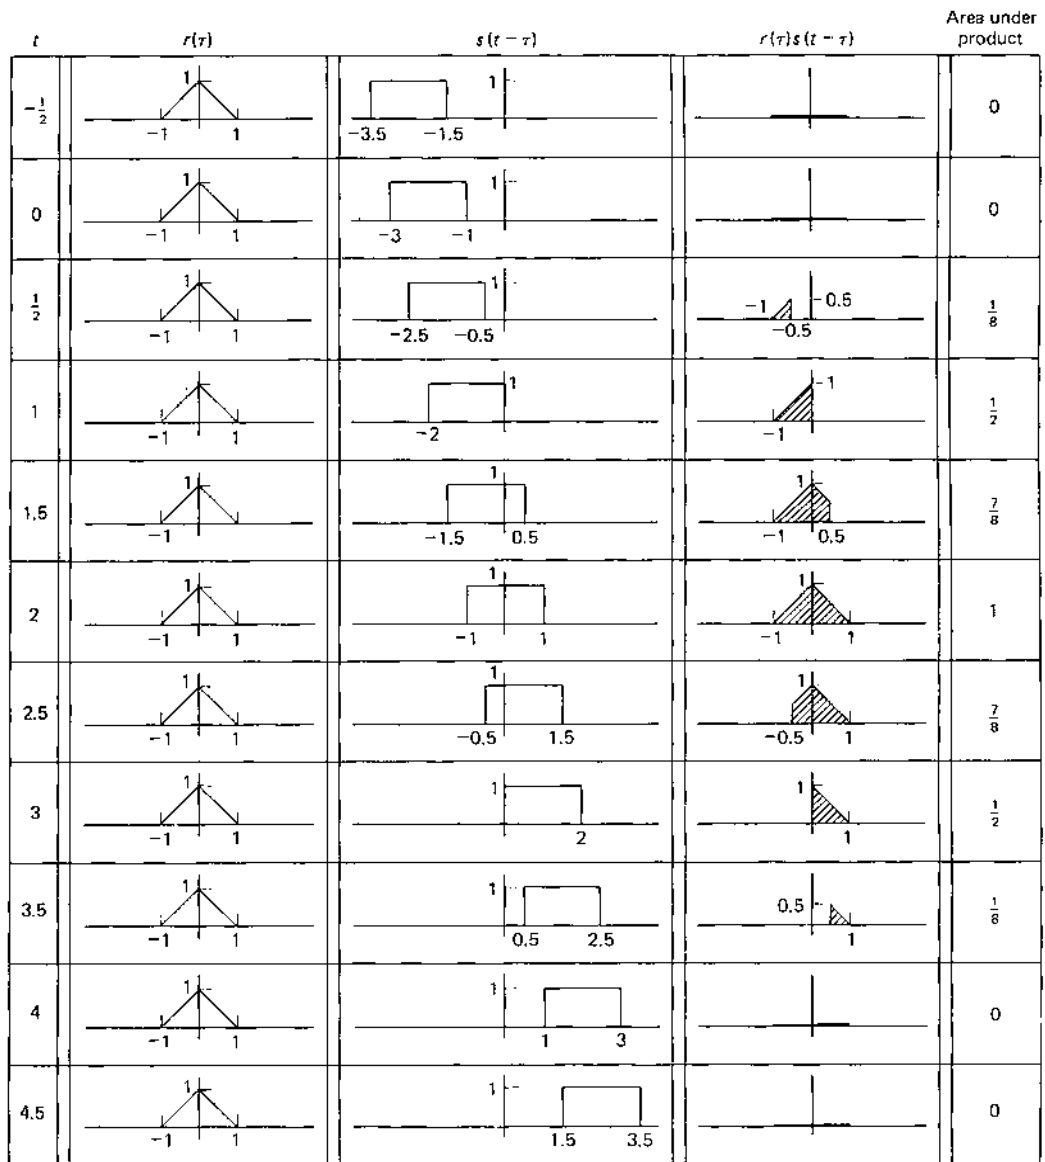 Area under
t r(τ) s(t − τ) r(τ)s(t − τ) product
1 1
−½ 0
−1 1 −3.5 −1.5
1 1
0 0
−1 1 −3 −1
1 1
½ −1 0.5 ⅛
−1 1 −2.5 −0.5 −0.5
1 1
1 ½
−1 1 −2 −1
1 1 1
1.5 ⅞
−1 −1.5 0.5 −1 0.5
1 1 1
2 1
−1 1 −1 1 −1 1
1 1 1
2.5 ⅞
−1 1 −0.5 1.5 −0.5 1
1 1 1
3 ½
−1 1 2 1
1 1
3.5 0.5 ⅛
−1 1 0.5 2.5 1
1 1
4 0
−1 1 1 3
1 1
4.5 0
−1 1 1.5 3.5